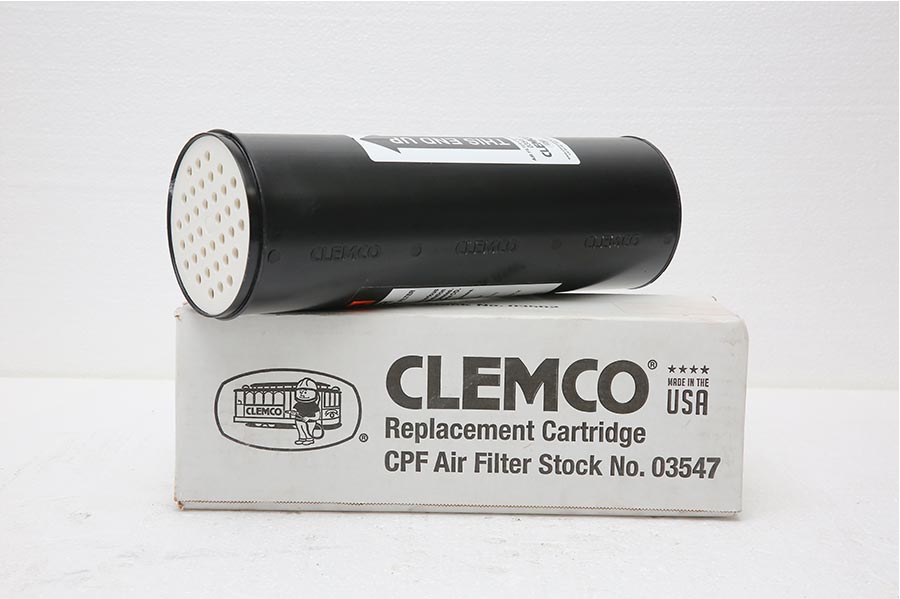 THIS END UP
CLEMCO
CLEMCO CLEMCO CLEMCO
CLEMCO
®
CLEMCO®
★★★★
MADE IN THE
USA
Replacement Cartridge
CPF Air Filter Stock No. 03547